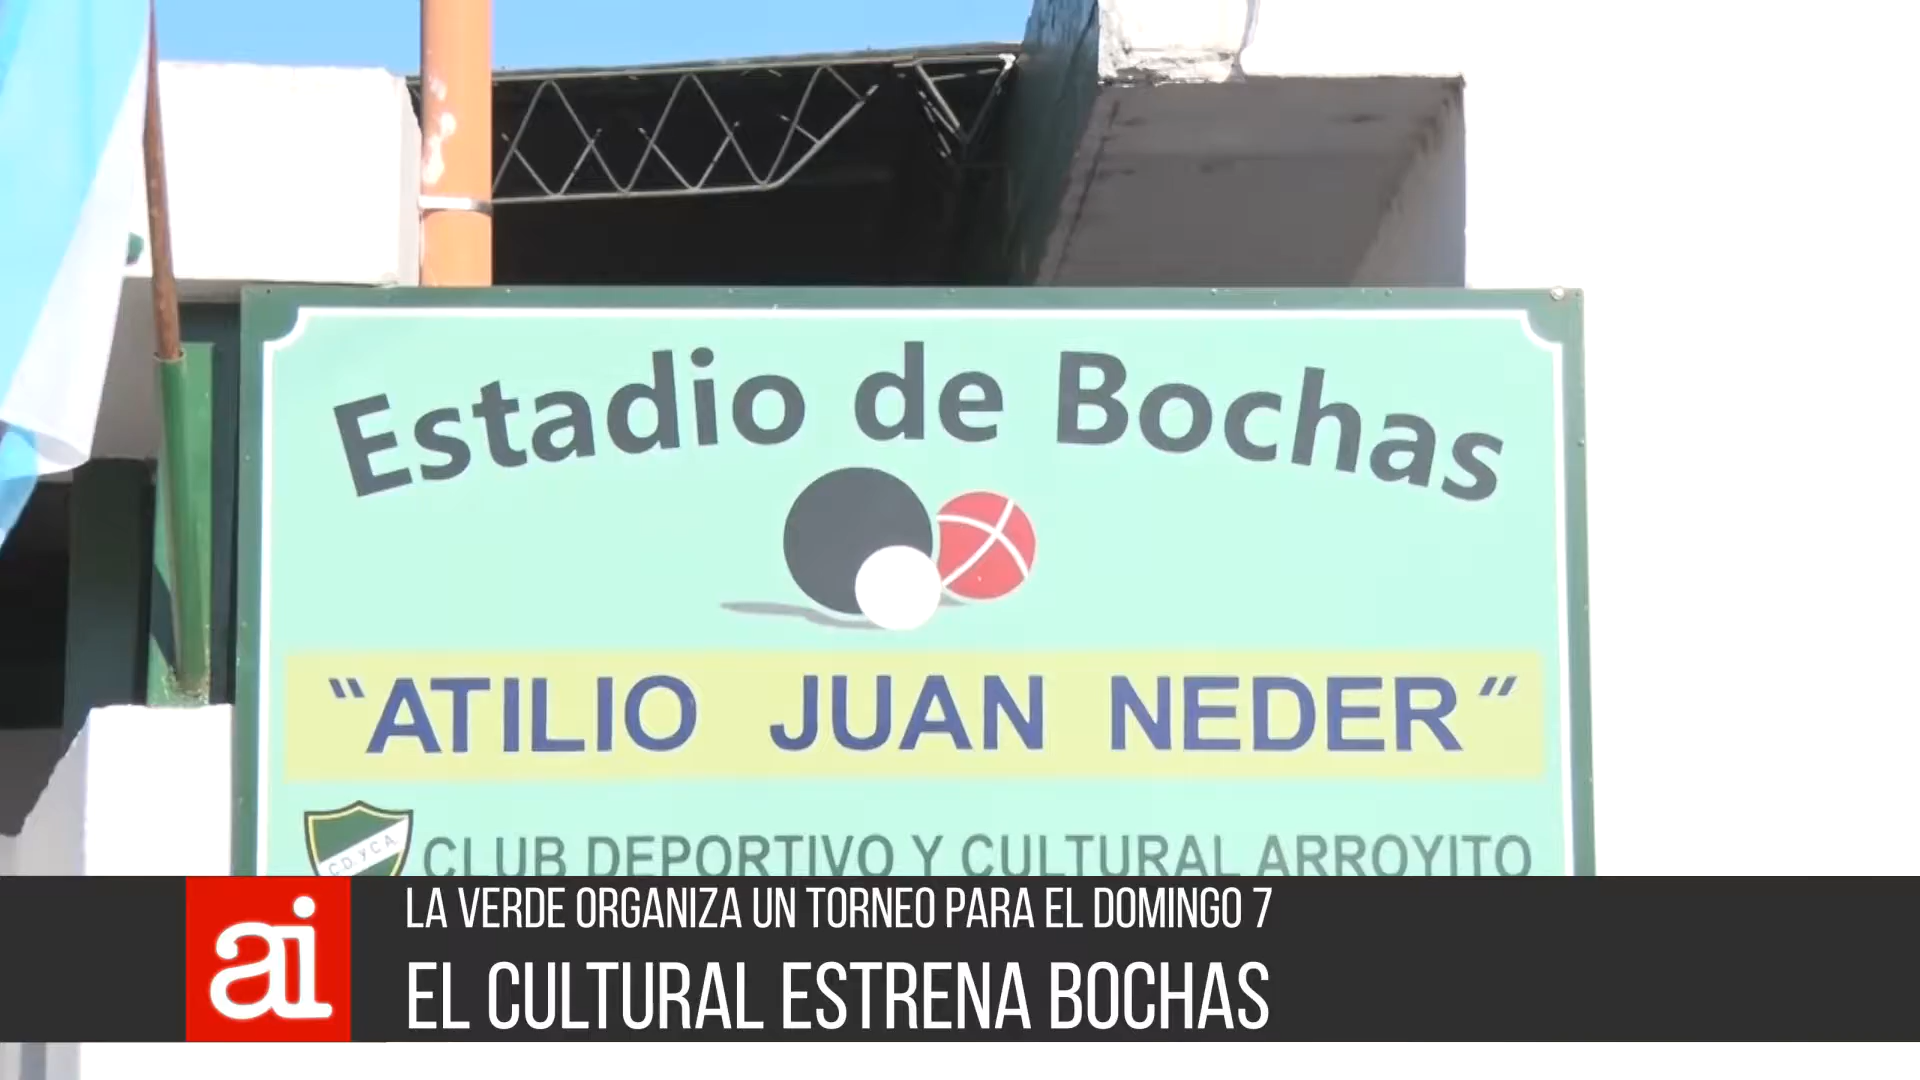 Estadio de Bochas
"ATILIO JUAN NEDER"
C.D. y C.A.
CLUB DEPORTIVO Y CULTURAL ARROYITO
LA VERDE ORGANIZA UN TORNEO PARA EL DOMINGO 7
ai
EL CULTURAL ESTRENA BOCHAS